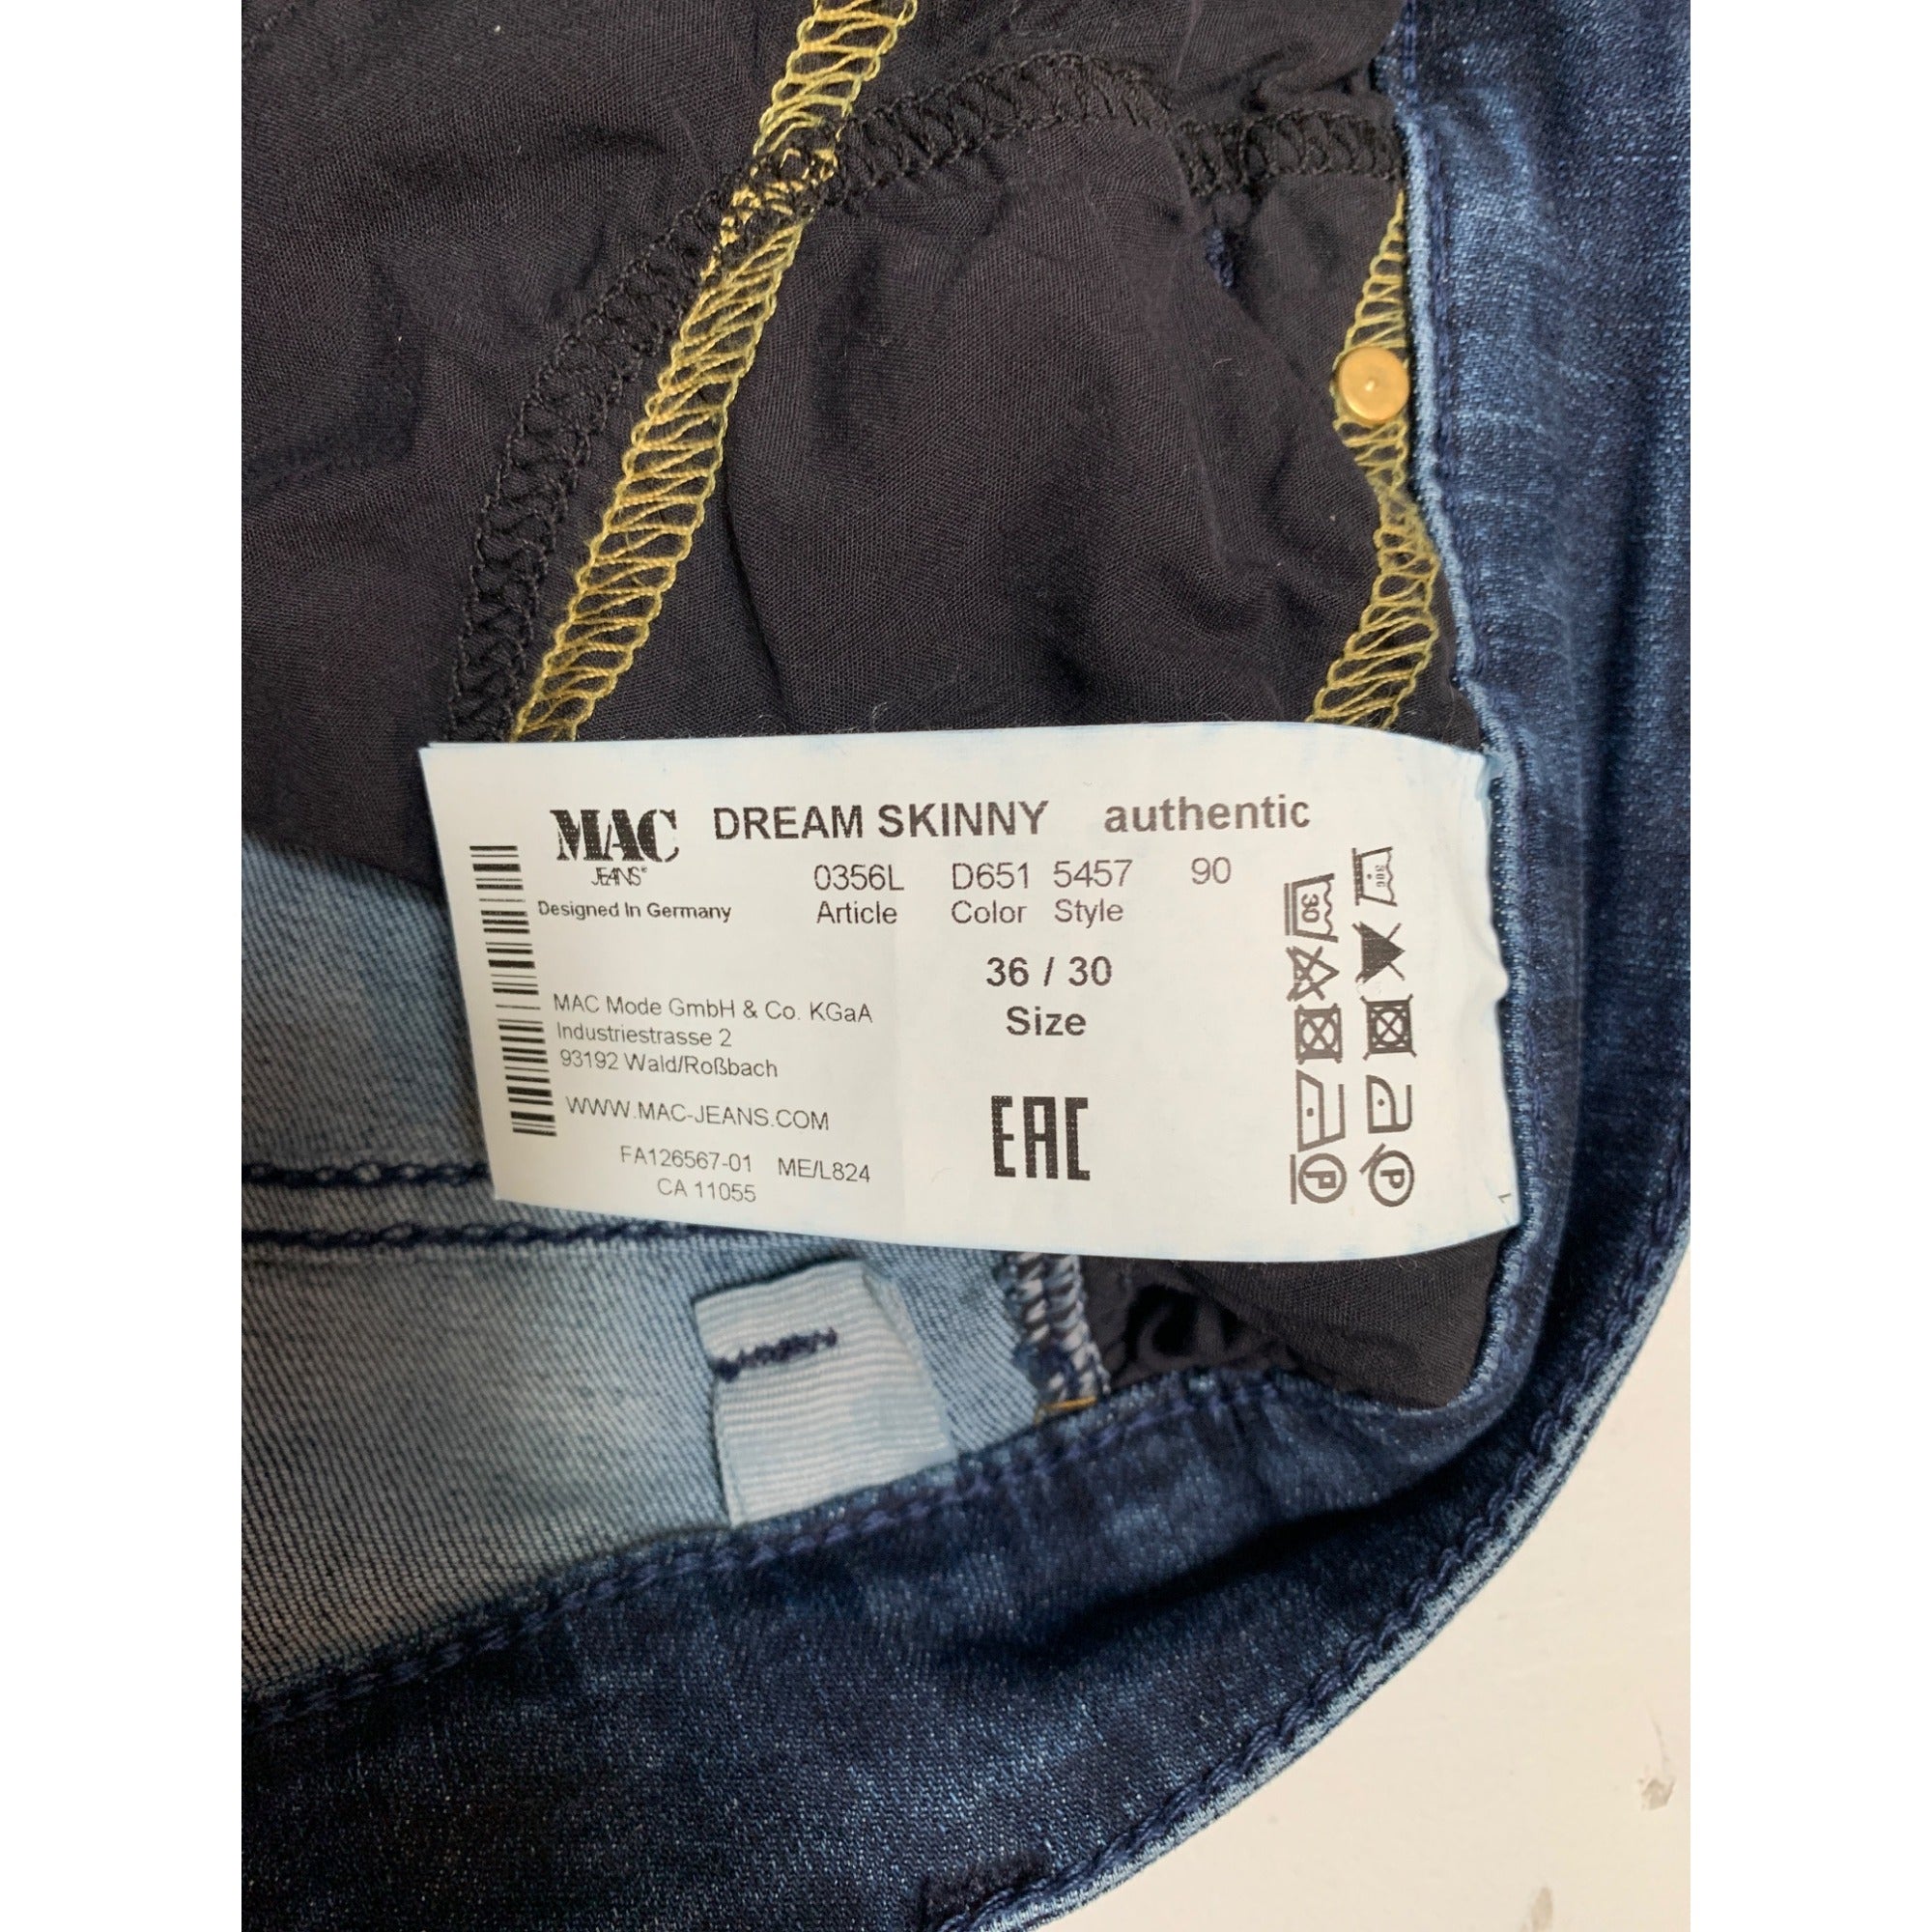 MAC DREAM SKINNY authentic
JEANS®
0356L D651 5457 90
Designed In Germany Article Color Style
36 / 30
Size
MAC Mode GmbH & Co. KGaA
Industriestrasse 2
93192 Wald/Roßbach
WWW.MAC-JEANS.COM
FA126567-01 ME/L824
CA 11055
EAC
30
P
P